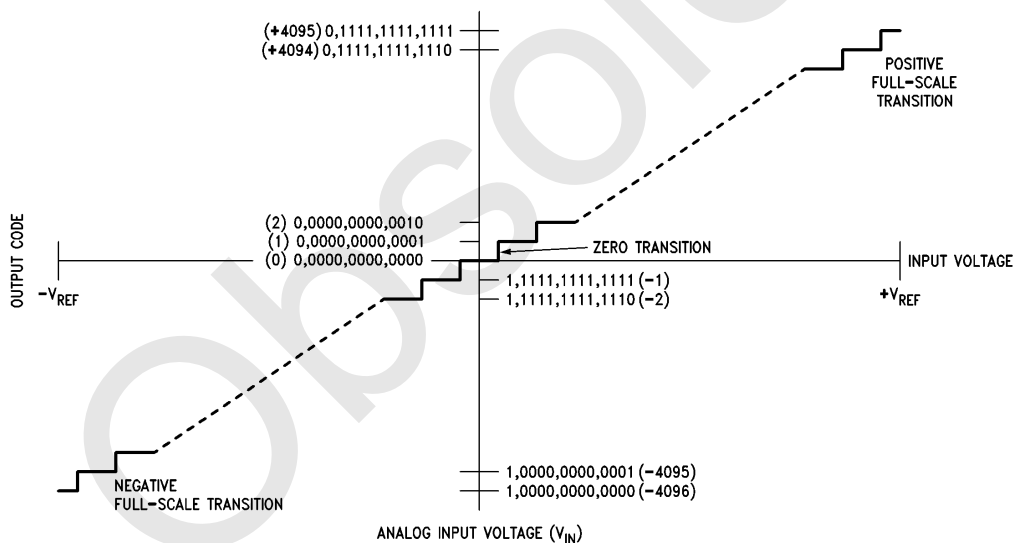 (+4095) 0,1111,1111,1111
(+4094) 0,1111,1111,1110
POSITIVE
FULL-SCALE
TRANSITION
(2) 0,0000,0000,0010
(1) 0,0000,0000,0001
(0) 0,0000,0000,0000
ZERO TRANSITION
OUTPUT CODE
INPUT VOLTAGE
-VREF
+VREF
1,1111,1111,1111 (-1)
1,1111,1111,1110 (-2)
1,0000,0000,0001 (-4095)
1,0000,0000,0000 (-4096)
NEGATIVE
FULL-SCALE TRANSITION
ANALOG INPUT VOLTAGE (VIN)